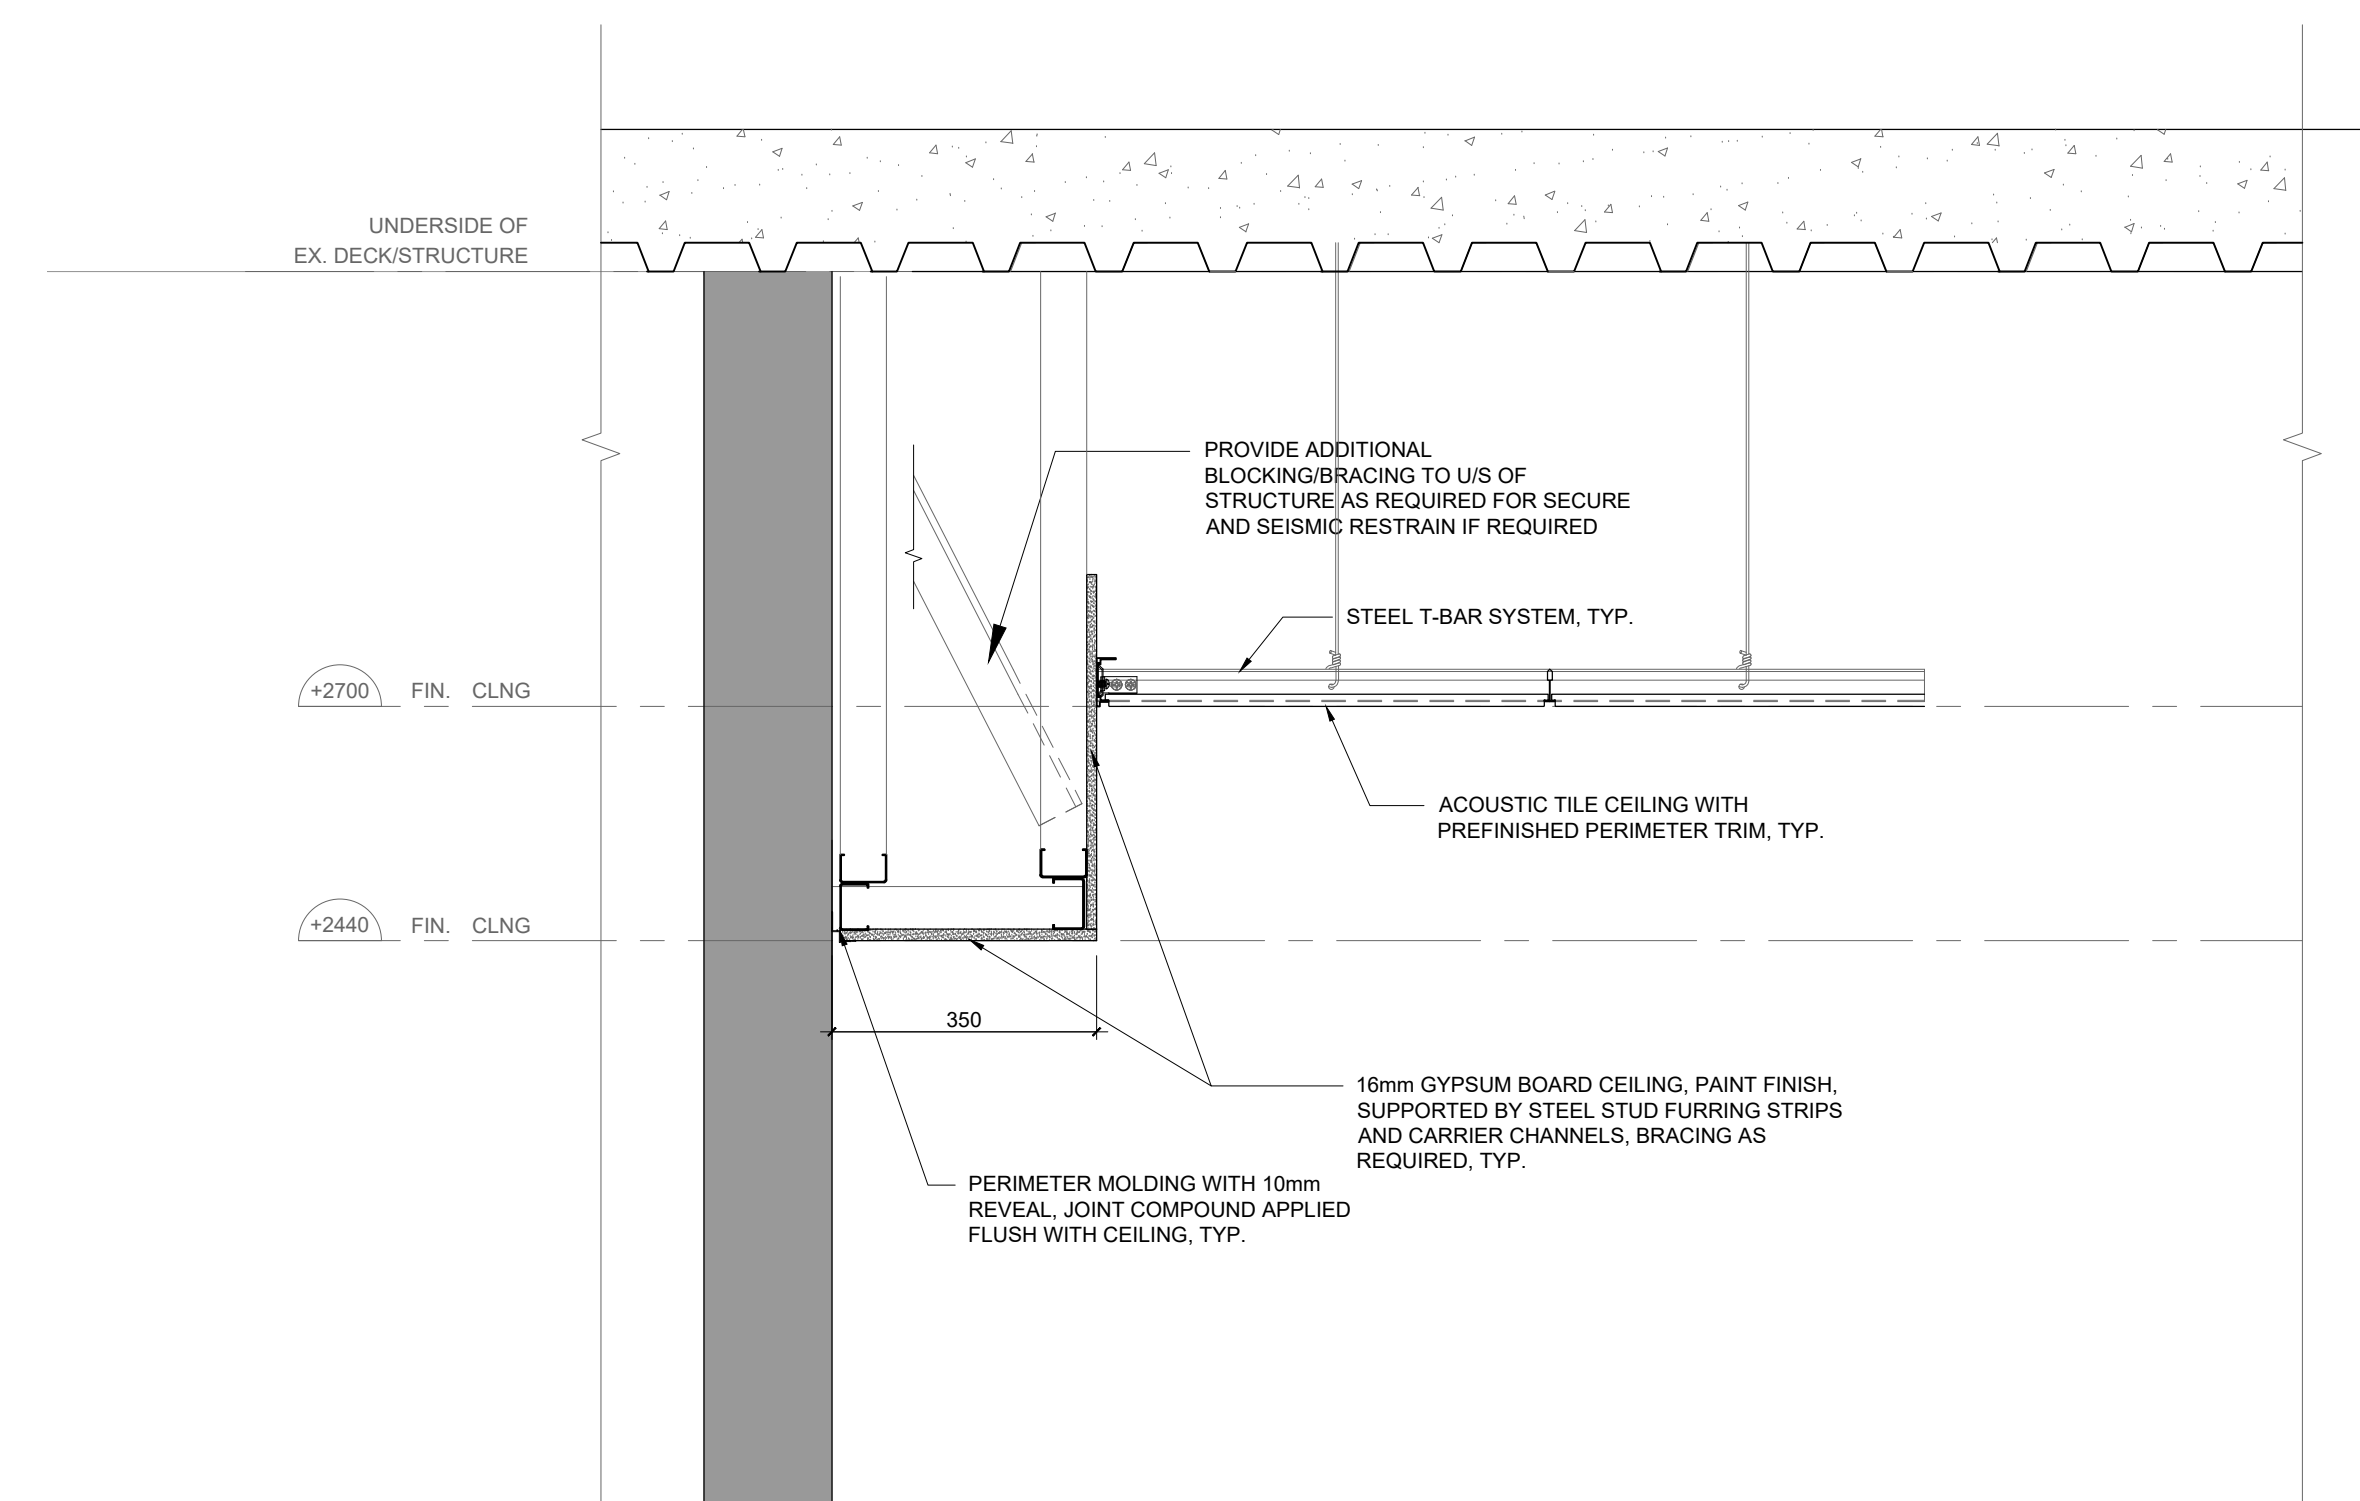 UNDERSIDE OF
EX. DECK/STRUCTURE
PROVIDE ADDITIONAL
BLOCKING/BRACING TO U/S OF
STRUCTURE AS REQUIRED FOR SECURE
AND SEISMIC RESTRAIN IF REQUIRED
STEEL T-BAR SYSTEM, TYP.
+2700 FIN. CLNG
ACOUSTIC TILE CEILING WITH
PREFINISHED PERIMETER TRIM, TYP.
+2440 FIN. CLNG
350
16mm GYPSUM BOARD CEILING, PAINT FINISH,
SUPPORTED BY STEEL STUD FURRING STRIPS
AND CARRIER CHANNELS, BRACING AS
REQUIRED, TYP.
PERIMETER MOLDING WITH 10mm
REVEAL, JOINT COMPOUND APPLIED
FLUSH WITH CEILING, TYP.